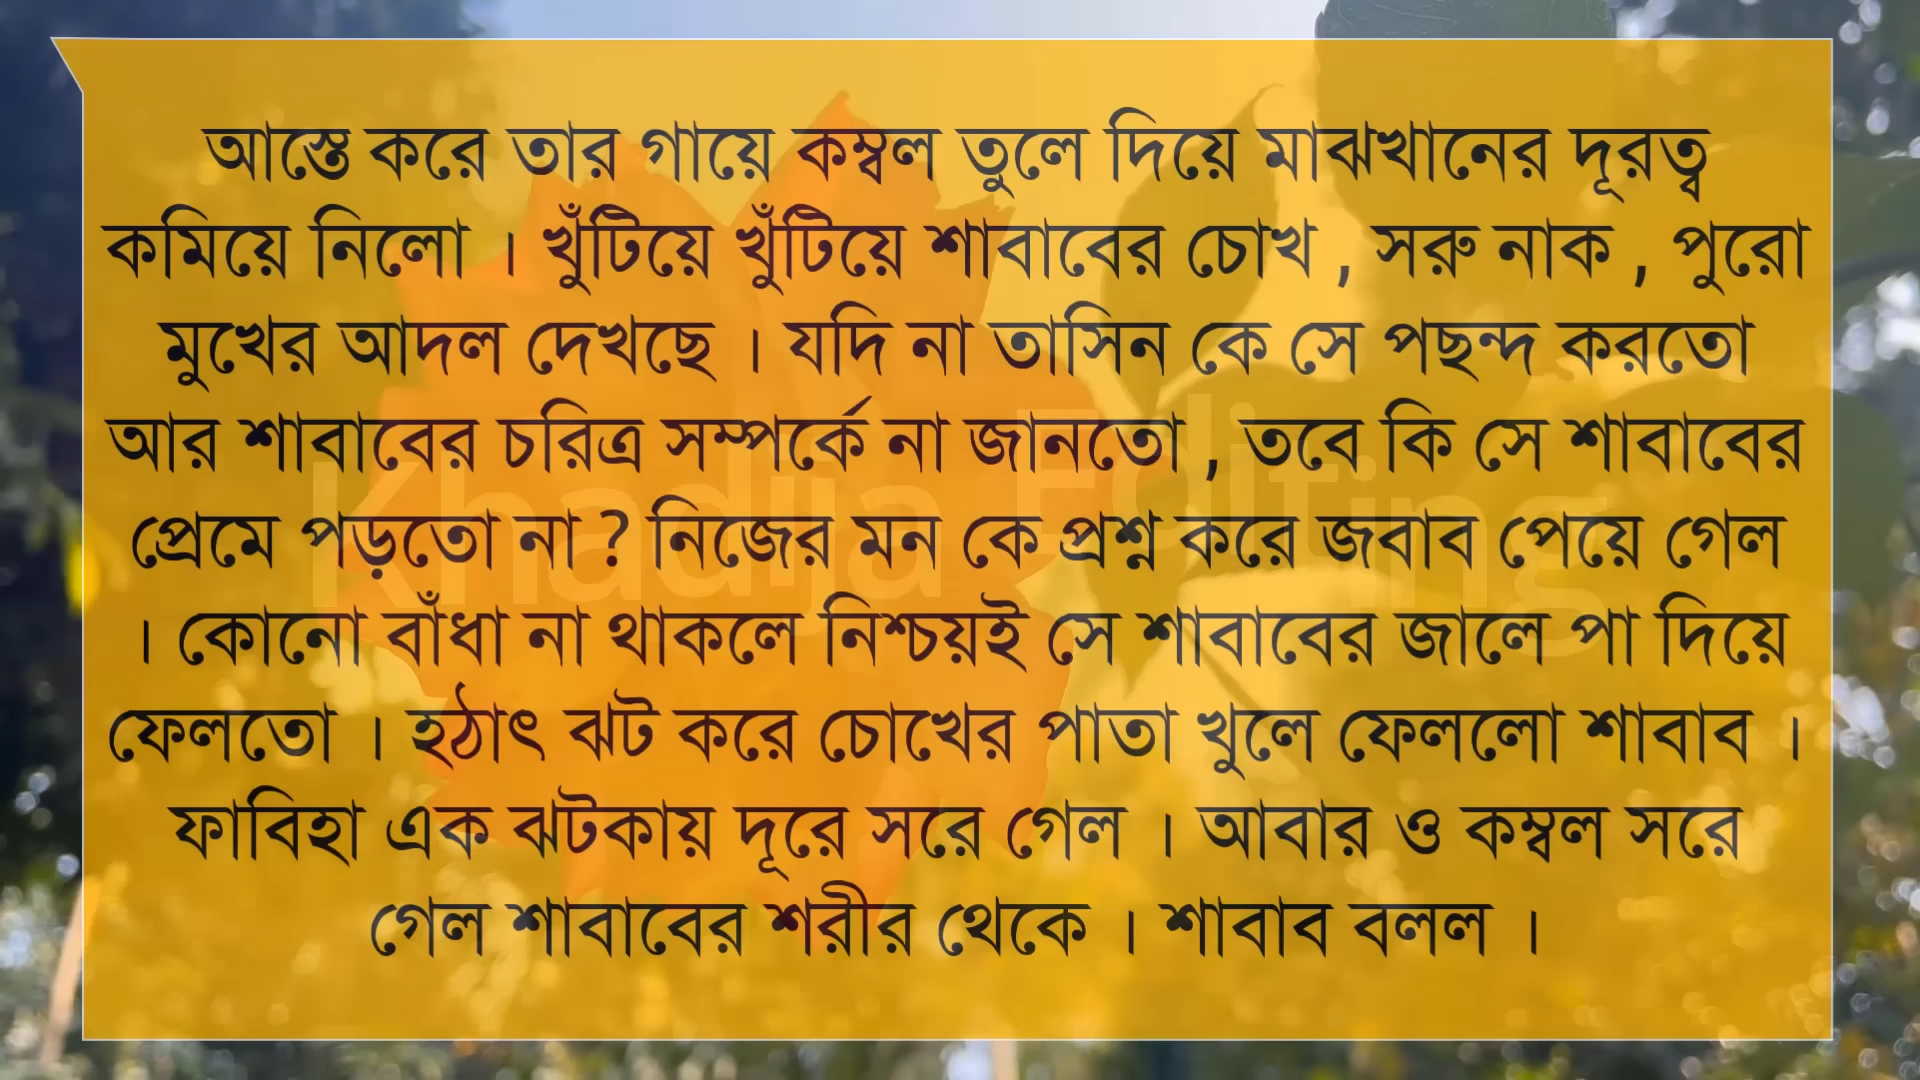 আস্তে করে তার গায়ে কম্বল তুলে দিয়ে মাঝখানের দূরত্ব
কমিয়ে নিলো । খুঁটিয়ে খুঁটিয়ে শাবাবের চোখ , সরু নাক , পুরো
মুখের আদল দেখছে । যদি না তাসিন কে সে পছন্দ করতো
আর শাবাবের চরিত্র সম্পর্কে না জানতো , তবে কি সে শাবাবের
প্রেমে পড়তো না ? নিজের মন কে প্রশ্ন করে জবাব পেয়ে গেল
। কোনো বাঁধা না থাকলে নিশ্চয়ই সে শাবাবের জালে পা দিয়ে
ফেলতো । হঠাৎ ঝট করে চোখের পাতা খুলে ফেললো শাবাব ।
ফাবিহা এক ঝটকায় দূরে সরে গেল । আবার ও কম্বল সরে
গেল শাবাবের শরীর থেকে । শাবাব বলল ।
Khadija Editing